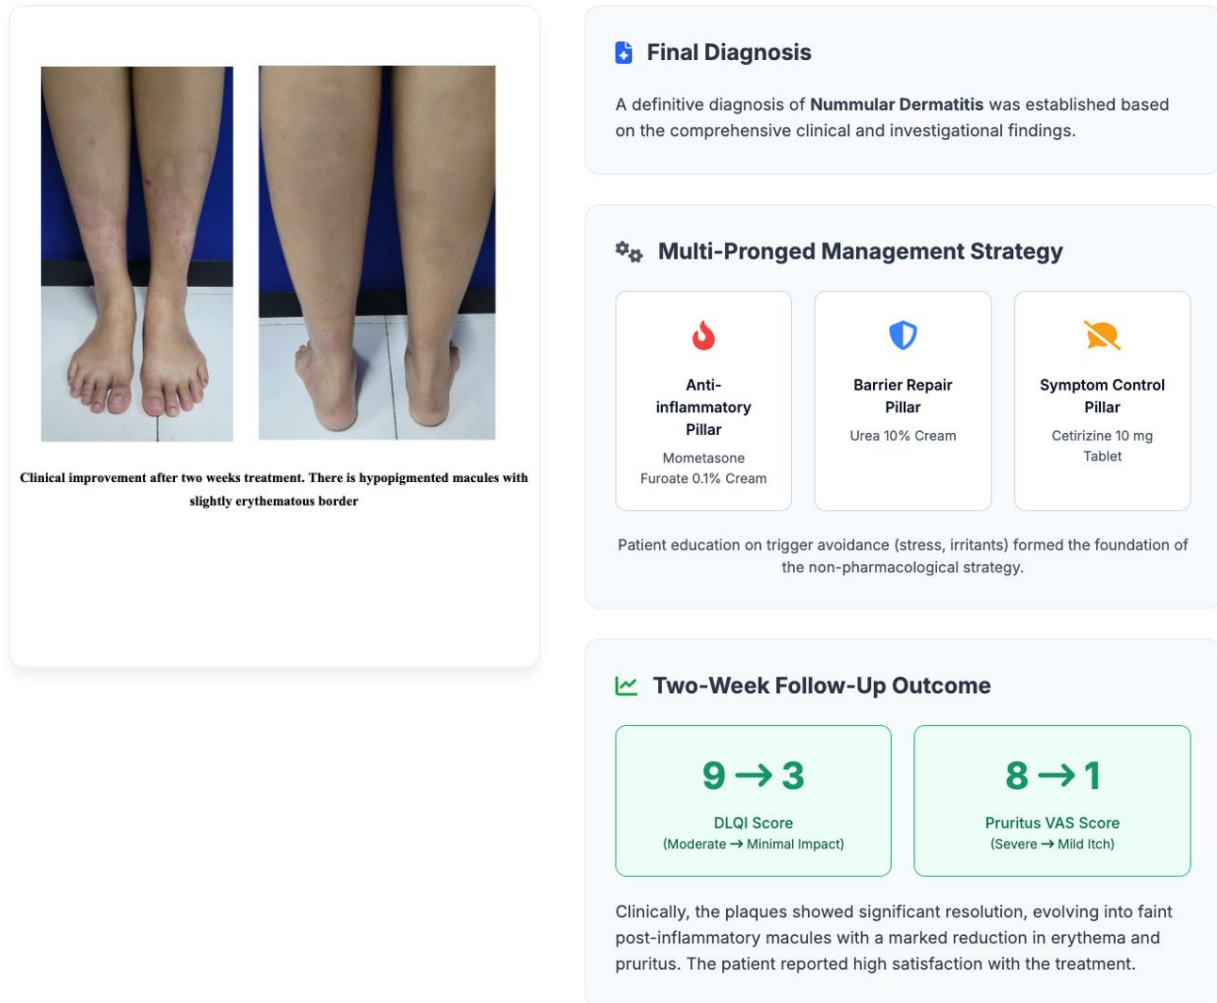 Clinical improvement after two weeks treatment. There is hypopigmented macules with
slightly erythematous border
Final Diagnosis
A definitive diagnosis of Nummular Dermatitis was established based
on the comprehensive clinical and investigational findings.
Multi-Pronged Management Strategy
Anti-
inflammatory
Pillar
Mometasone
Furoate 0.1% Cream
Barrier Repair
Pillar
Urea 10% Cream
Symptom Control
Pillar
Cetirizine 10 mg
Tablet
Patient education on trigger avoidance (stress, irritants) formed the foundation of
the non-pharmacological strategy.
Two-Week Follow-Up Outcome
9 → 3
DLQI Score
(Moderate → Minimal Impact)
8 → 1
Pruritus VAS Score
(Severe → Mild Itch)
Clinically, the plaques showed significant resolution, evolving into faint
post-inflammatory macules with a marked reduction in erythema and
pruritus. The patient reported high satisfaction with the treatment.